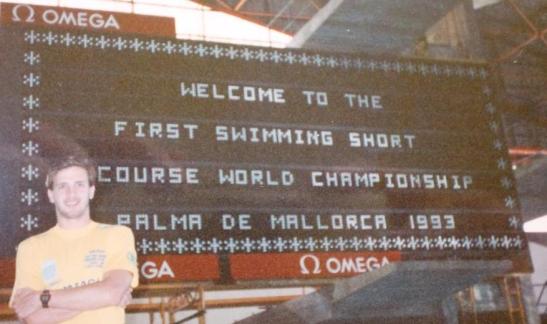 Ω OMEGA
WELCOME TO THE
FIRST SWIMMING SHORT
COURSE WORLD CHAMPIONSHIP
PALMA DE MALLORCA 1993
GA
Ω OMEGA